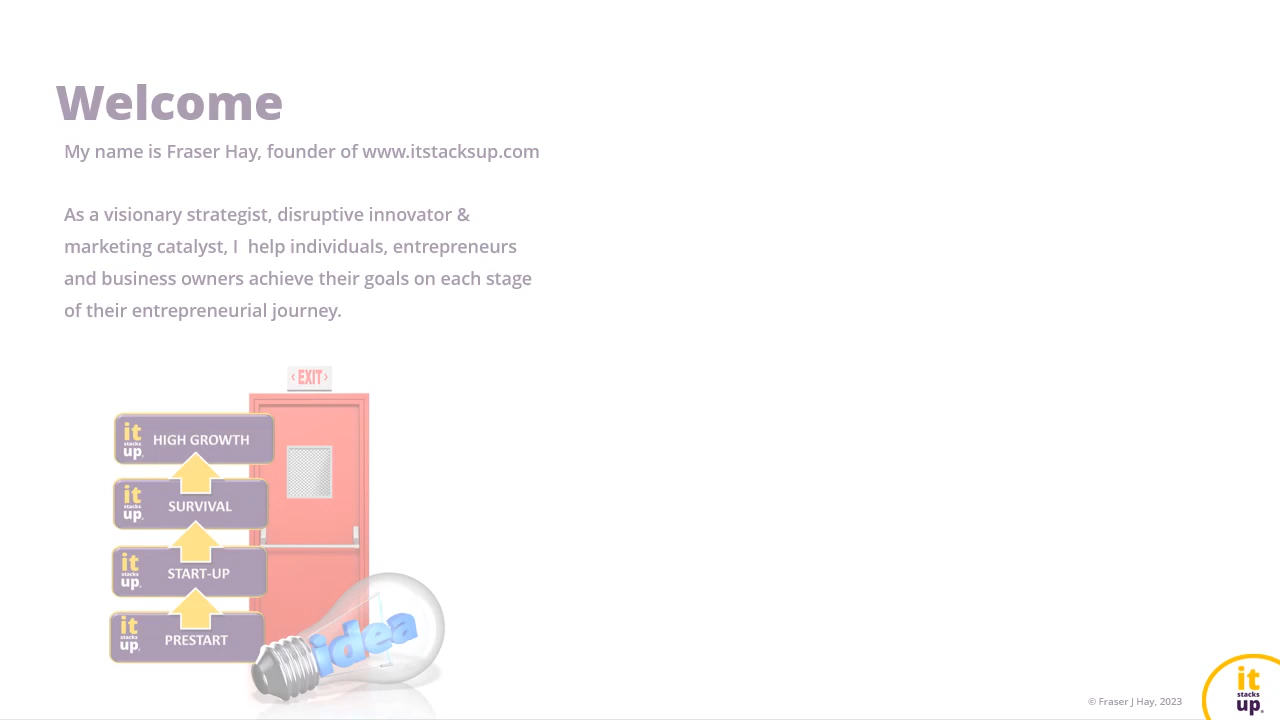 Welcome
My name is Fraser Hay, founder of www.itstacksup.com
As a visionary strategist, disruptive innovator &
marketing catalyst, I  help individuals, entrepreneurs
and business owners achieve their goals on each stage
of their entrepreneurial journey.
‹ EXIT ›
it
stacks
up.
HIGH GROWTH
it
stacks
up.
SURVIVAL
it
stacks
up.
START-UP
it
stacks
up.
PRESTART
idea
© Fraser J Hay, 2023
it
stacks
up.